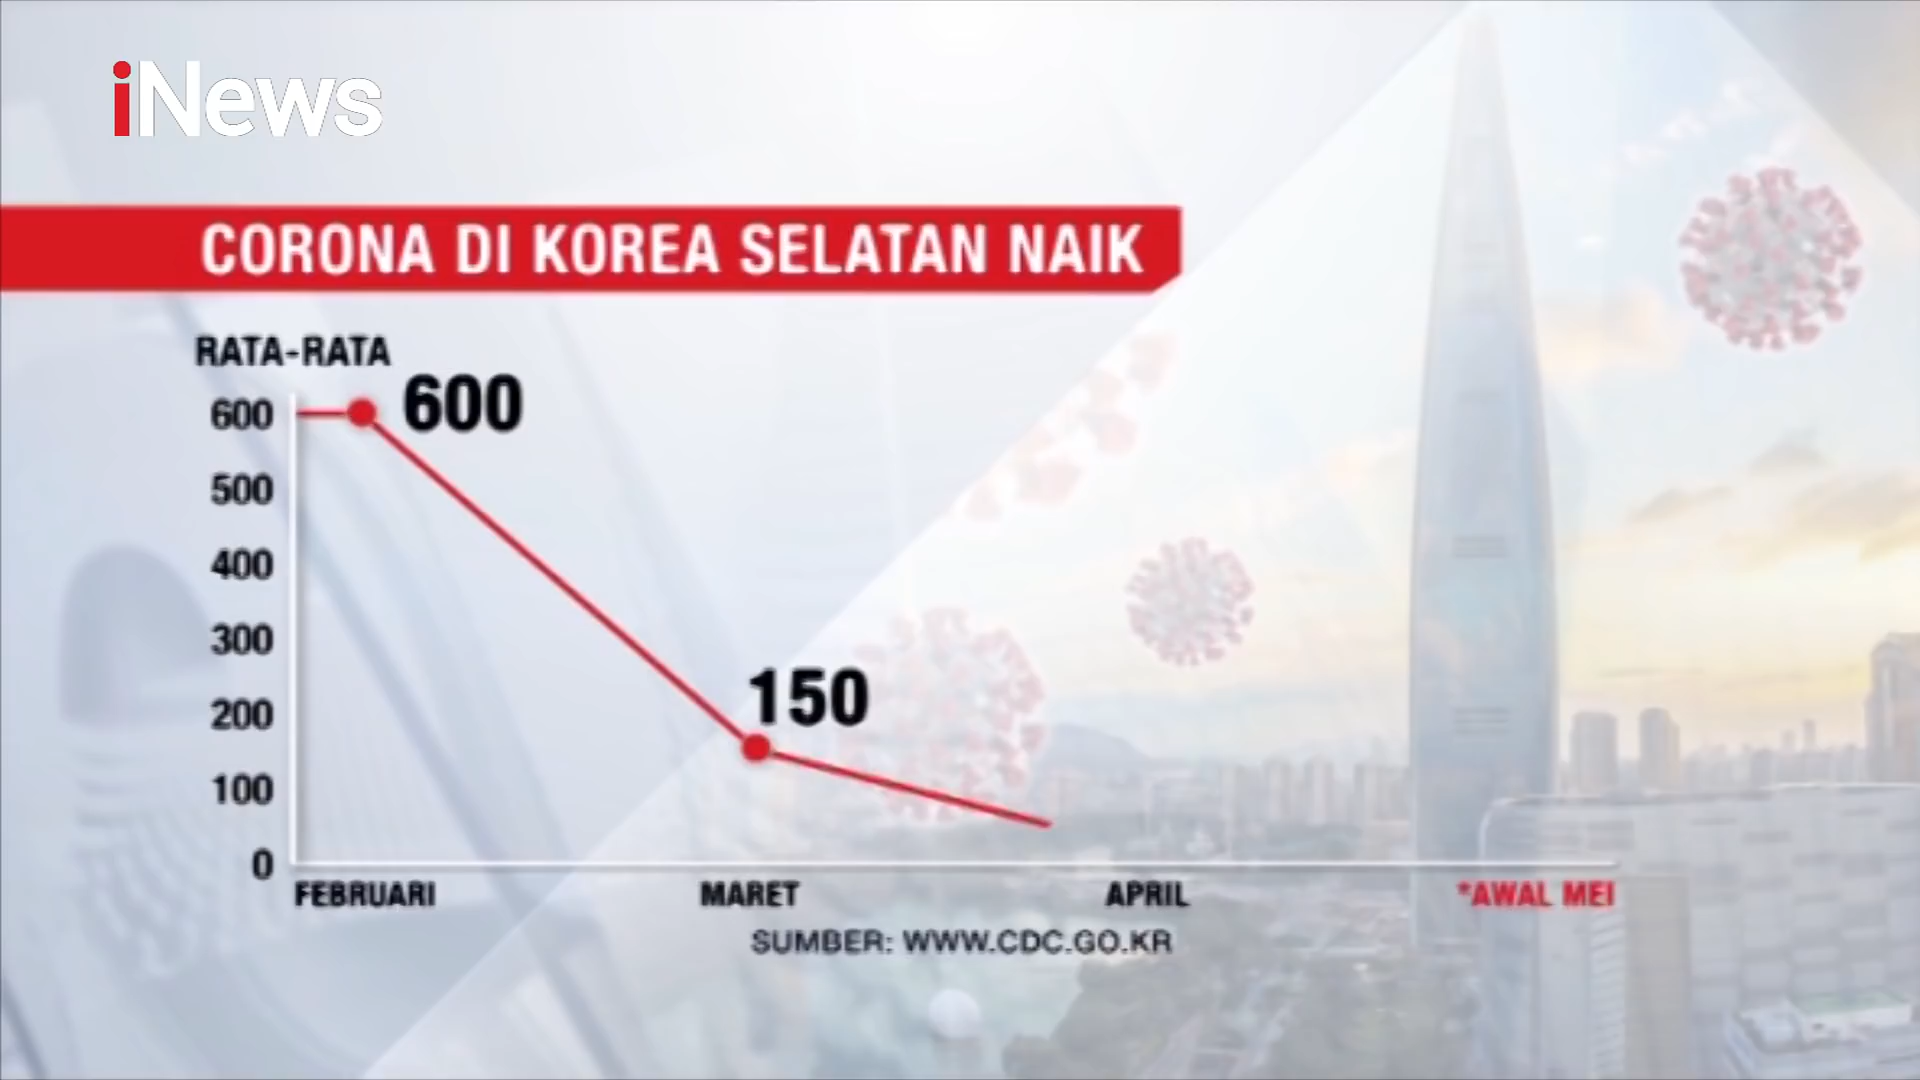 iNews
CORONA DI KOREA SELATAN NAIK
RATA-RATA
600
600
500
400
300
150
200
100
0
FEBRUARI
MARET
APRIL
*AWAL MEI
SUMBER: WWW.CDC.GO.KR